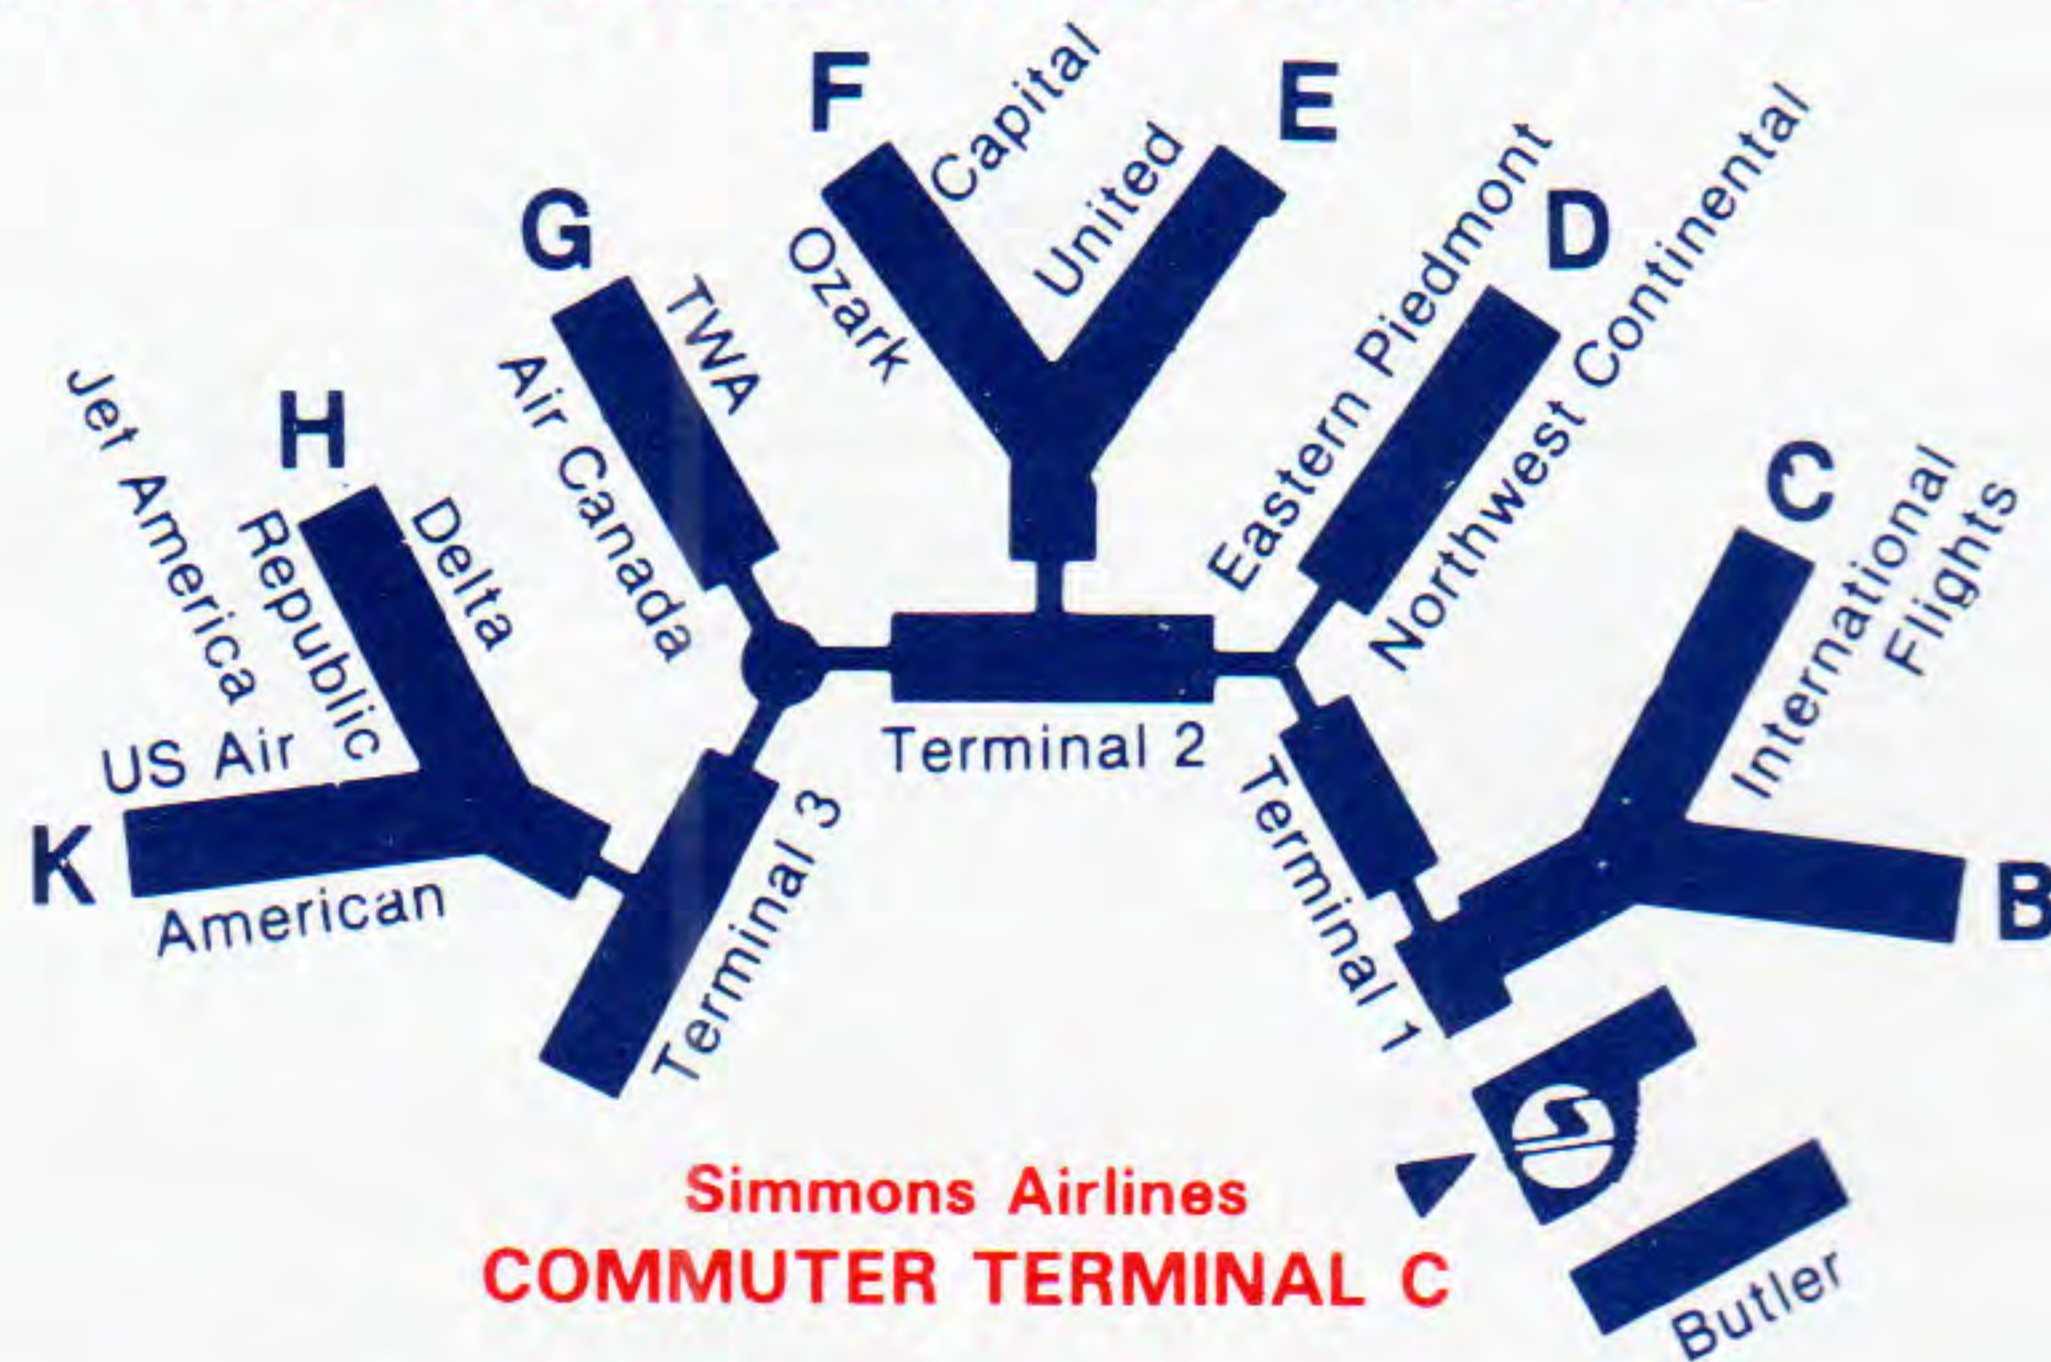 F
Capital
E
United
Ozark
G
TWA
Air Canada
Eastern Piedmont
D
Northwest Continental
H
Jet America
Republic
Delta
C
International
Flights
US Air
K
American
Terminal 3
Terminal 2
Terminal 1
B
Simmons Airlines
COMMUTER TERMINAL C
Butler